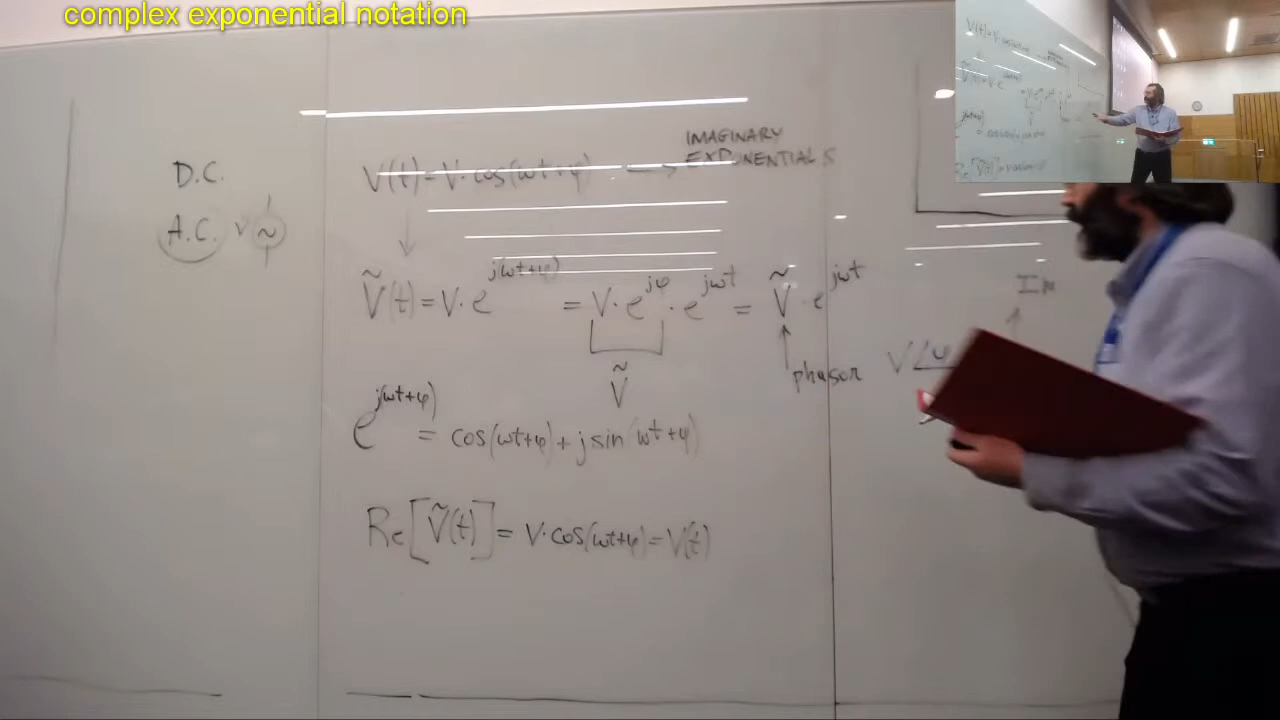 complex exponential notation
D.C.
A.C. V ~
V(t)=V·cos(ωt+φ) → IMAGINARY
EXPONENTIALS
Ṽ(t)=V·e^{j(ωt+φ)} = V·e^{jφ}·e^{jωt} = Ṽ·e^{jωt}
Ṽ
phasor V∠φ
Im
e^{j(ωt+φ)} = cos(ωt+φ)+jsin(ωt+φ)
Re[Ṽ(t)]= V·cos(ωt+φ)=V(t)